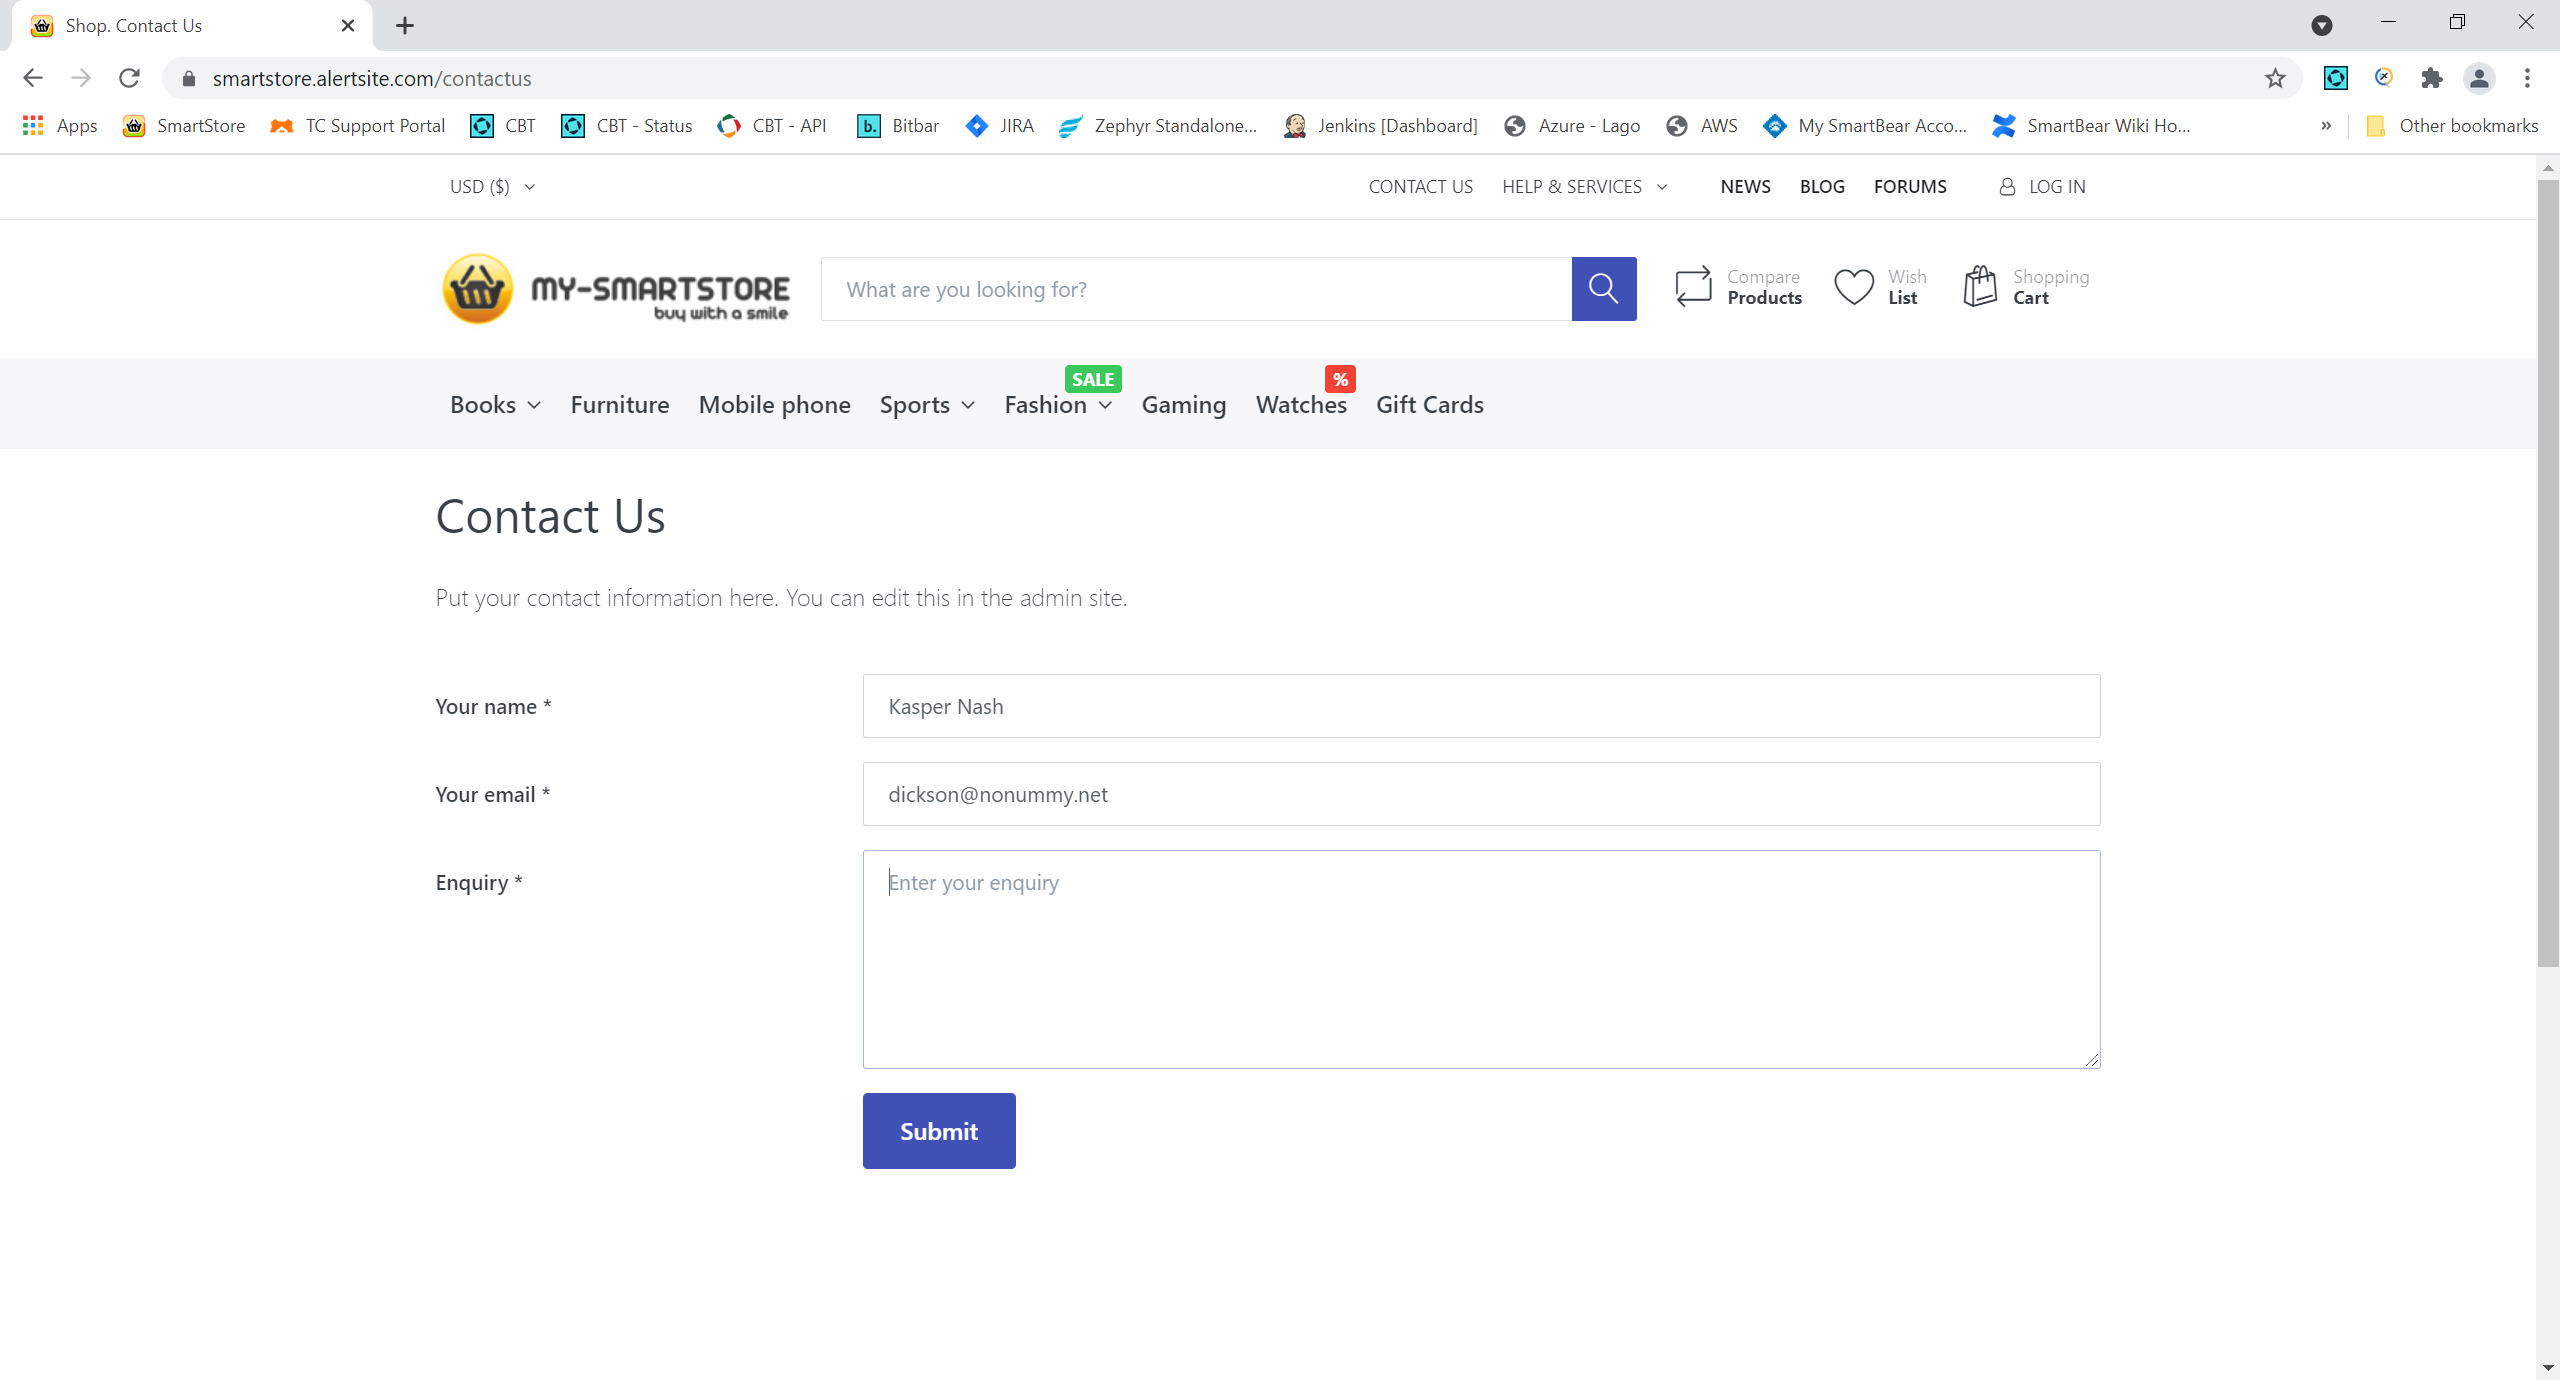 Shop. Contact Us
smartstore.alertsite.com/contactus
Apps SmartStore TC Support Portal CBT CBT - Status CBT - API b. Bitbar JIRA Zephyr Standalone... Jenkins [Dashboard] Azure - Lago AWS My SmartBear Acco... SmartBear Wiki Ho... » Other bookmarks
USD ($) CONTACT US HELP & SERVICES NEWS BLOG FORUMS LOG IN
MY-SMARTSTORE
buy with a smile
What are you looking for?
Compare
Products
Wish
List
Shopping
Cart
SALE %
Books Furniture Mobile phone Sports Fashion Gaming Watches Gift Cards
Contact Us
Put your contact information here. You can edit this in the admin site.
Your name * Kasper Nash
Your email * dickson@nonummy.net
Enquiry * Enter your enquiry
Submit